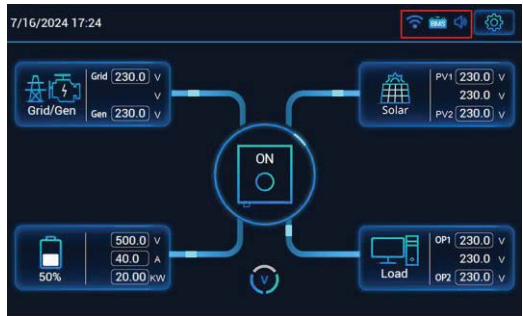 7/16/2024 17:24
BMS
Grid 230.0 V
V
Gen 230.0 V
Grid/Gen
PV1 230.0 V
230.0 V
PV2 230.0 V
Solar
ON
500.0 V
40.0 A
20.00 KW
50%
V
OP1 230.0 V
230.0 V
OP2 230.0 V
Load